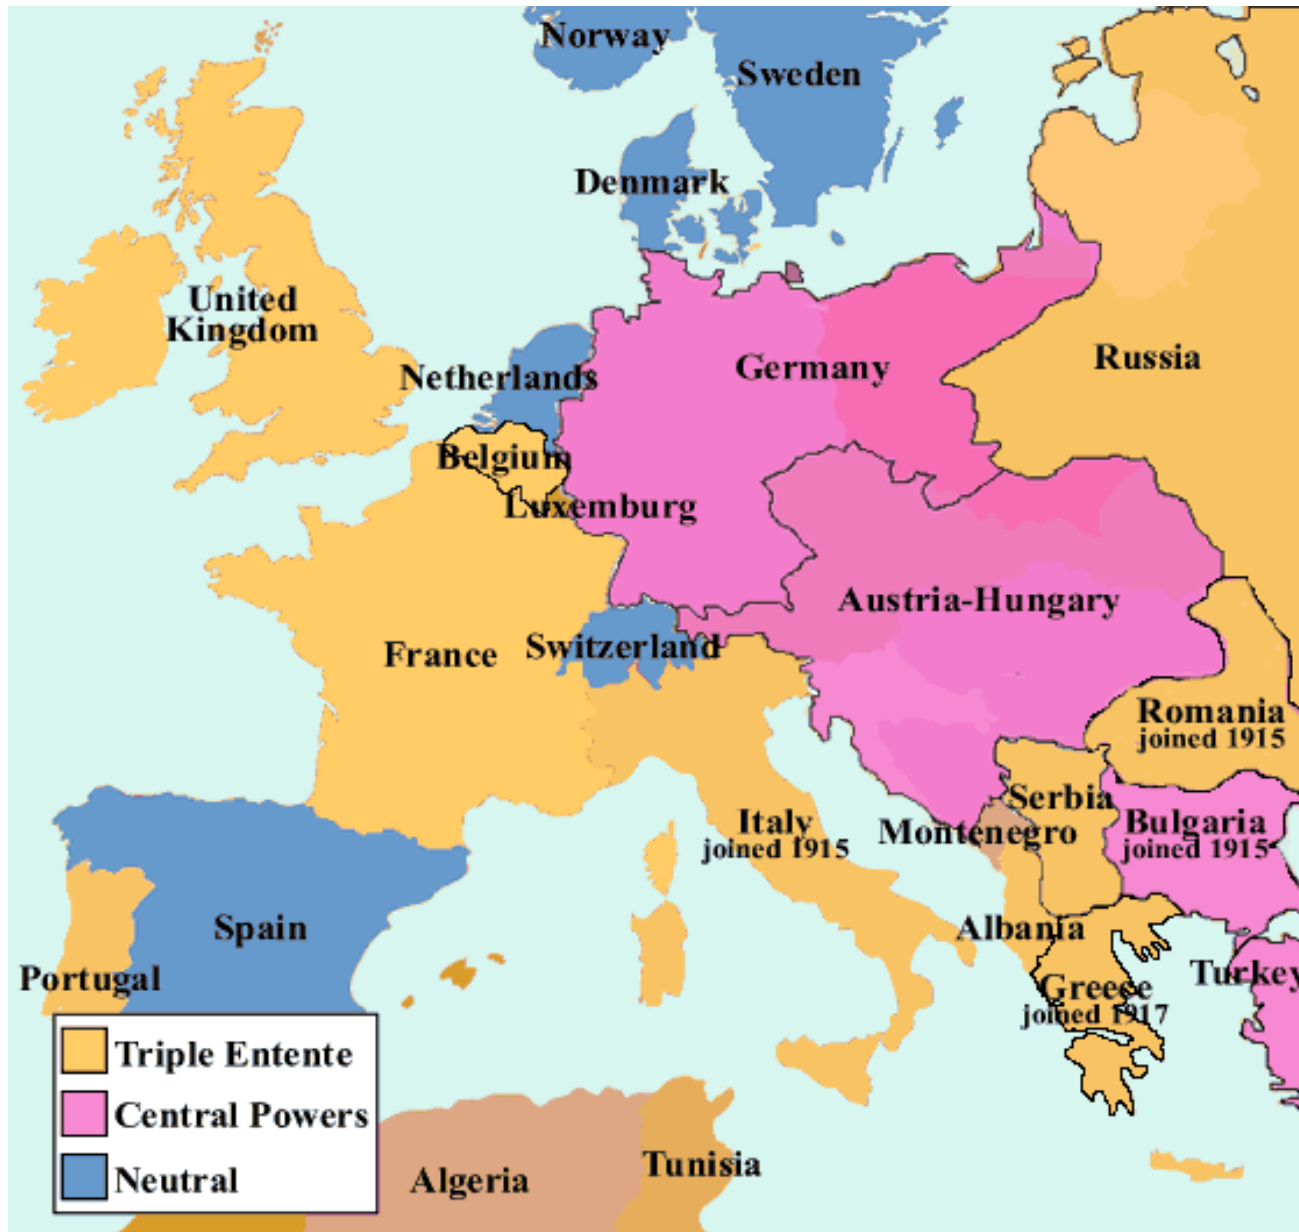 Norway
Sweden
Denmark
United
Kingdom
Netherlands
Germany
Russia
Belgium
Luxemburg
Austria-Hungary
France
Switzerland
Romania
joined 1915
Serbia
Italy
joined 1915
Montenegro
Bulgaria
joined 1915
Spain
Albania
Portugal
Greece
joined 1917
Turkey
Triple Entente
Central Powers
Neutral
Algeria
Tunisia